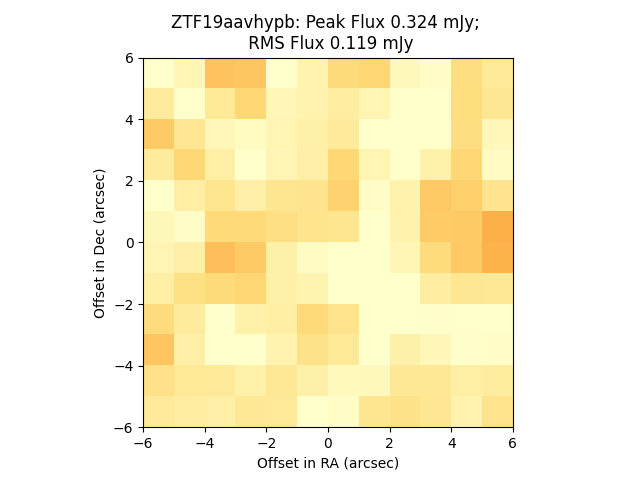 ZTF19aavhypb: Peak Flux 0.324 mJy;
RMS Flux 0.119 mJy
6
4
2
0
−2
−4
−6
Offset in Dec (arcsec)
−6 −4 −2 0 2 4 6
Offset in RA (arcsec)